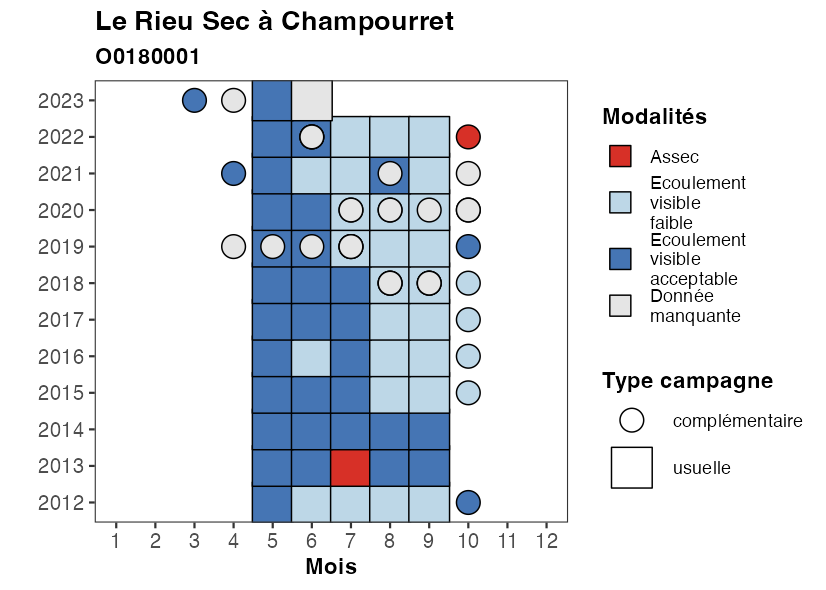 Le Rieu Sec à Champourret
O0180001
2023
2022
2021
2020
2019
2018
2017
2016
2015
2014
2013
2012
1 2 3 4 5 6 7 8 9 10 11 12
Mois
Modalités
Assec
Ecoulement
visible
faible
Ecoulement
visible
acceptable
Donnée
manquante
Type campagne
complémentaire
usuelle